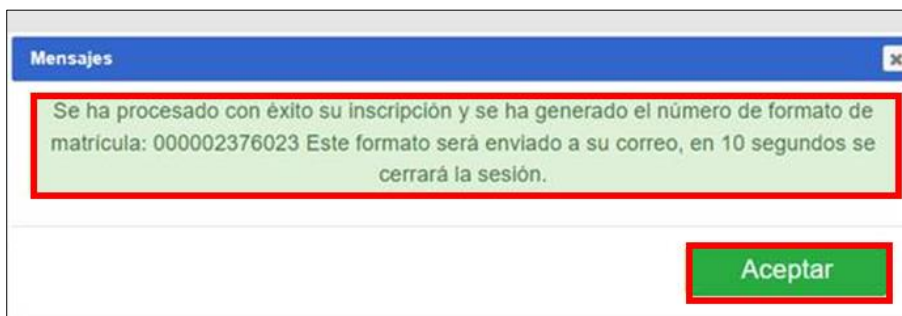 Mensajes
Se ha procesado con éxito su inscripción y se ha generado el número de formato de
matrícula: 000002376023 Este formato será enviado a su correo, en 10 segundos se
cerrará la sesión.
Aceptar